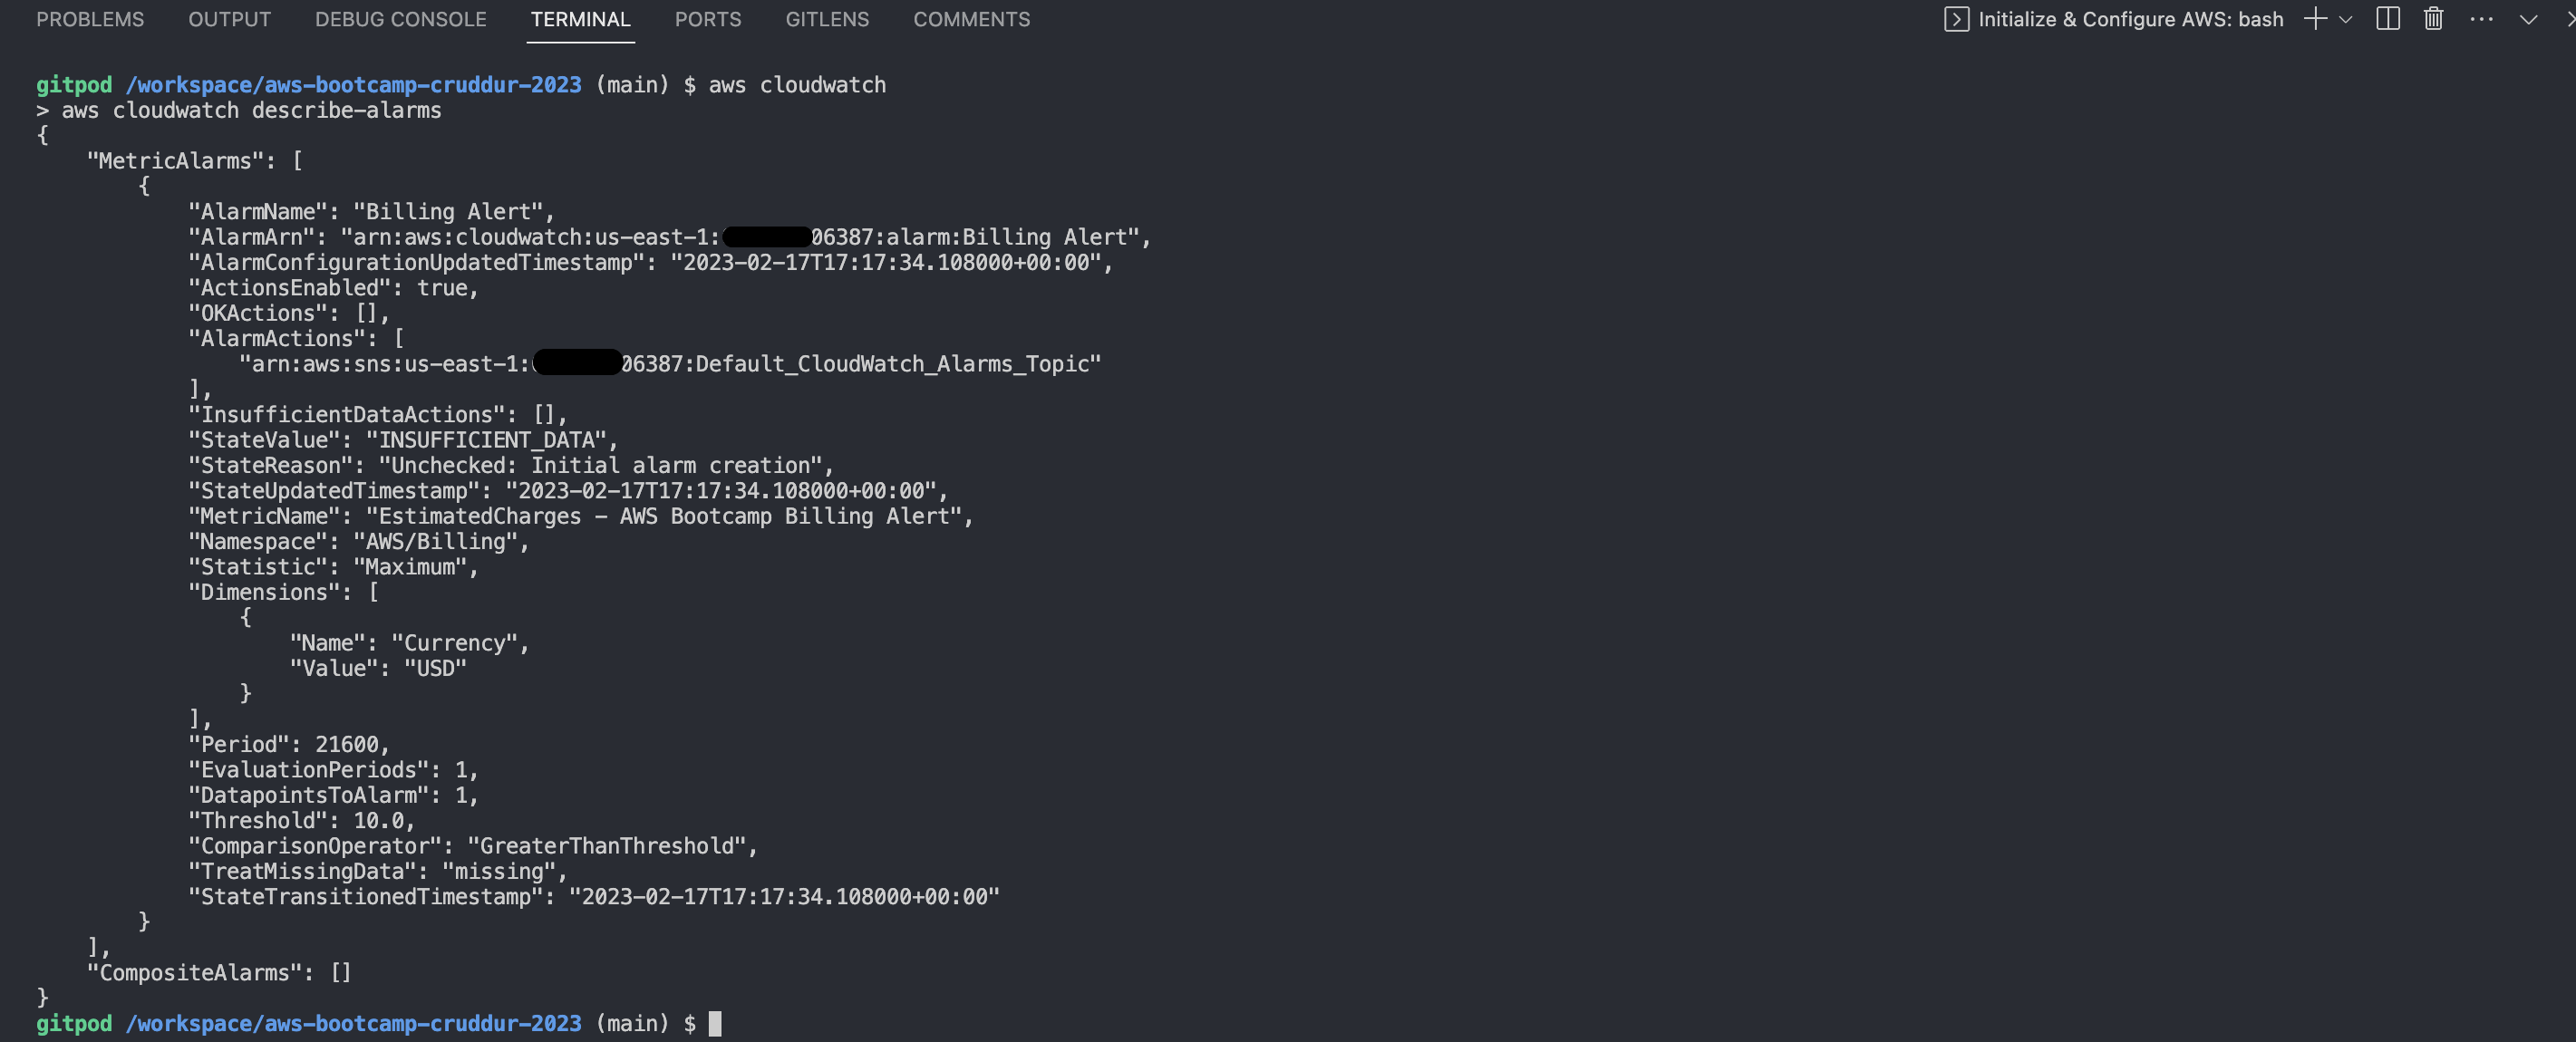 PROBLEMS OUTPUT DEBUG CONSOLE TERMINAL PORTS GITLENS COMMENTS Initialize & Configure AWS: bash
gitpod /workspace/aws-bootcamp-cruddur-2023 (main) $ aws cloudwatch
> aws cloudwatch describe-alarms
{
    "MetricAlarms": [
        {
            "AlarmName": "Billing Alert",
            "AlarmArn": "arn:aws:cloudwatch:us-east-1:06387:alarm:Billing Alert",
            "AlarmConfigurationUpdatedTimestamp": "2023-02-17T17:17:34.108000+00:00",
            "ActionsEnabled": true,
            "OKActions": [],
            "AlarmActions": [
                "arn:aws:sns:us-east-1:06387:Default_CloudWatch_Alarms_Topic"
            ],
            "InsufficientDataActions": [],
            "StateValue": "INSUFFICIENT_DATA",
            "StateReason": "Unchecked: Initial alarm creation",
            "StateUpdatedTimestamp": "2023-02-17T17:17:34.108000+00:00",
            "MetricName": "EstimatedCharges - AWS Bootcamp Billing Alert",
            "Namespace": "AWS/Billing",
            "Statistic": "Maximum",
            "Dimensions": [
                {
                    "Name": "Currency",
                    "Value": "USD"
                }
            ],
            "Period": 21600,
            "EvaluationPeriods": 1,
            "DatapointsToAlarm": 1,
            "Threshold": 10.0,
            "ComparisonOperator": "GreaterThanThreshold",
            "TreatMissingData": "missing",
            "StateTransitionedTimestamp": "2023-02-17T17:17:34.108000+00:00"
        }
    ],
    "CompositeAlarms": []
}
gitpod /workspace/aws-bootcamp-cruddur-2023 (main) $